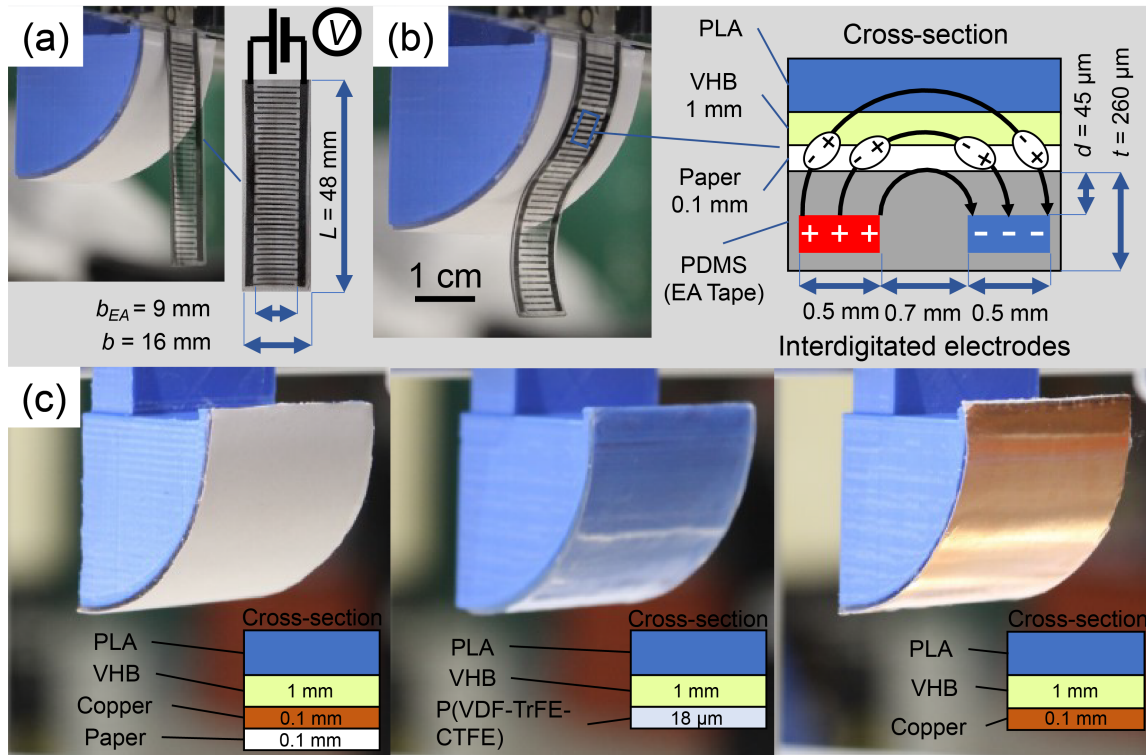 (a)
V
L = 48 mm
bEA = 9 mm
b = 16 mm
(b)
1 cm
Cross-section
PLA
VHB
1 mm
Paper
0.1 mm
PDMS
(EA Tape)
d = 45 µm
t = 260 µm
+ + +
- - -
0.5 mm
0.7 mm
0.5 mm
Interdigitated electrodes
(c)
Cross-section
PLA
VHB
1 mm
Copper
0.1 mm
Paper
0.1 mm
Cross-section
PLA
VHB
1 mm
P(VDF-TrFE-
CTFE)
18 µm
Cross-section
PLA
VHB
1 mm
Copper
0.1 mm